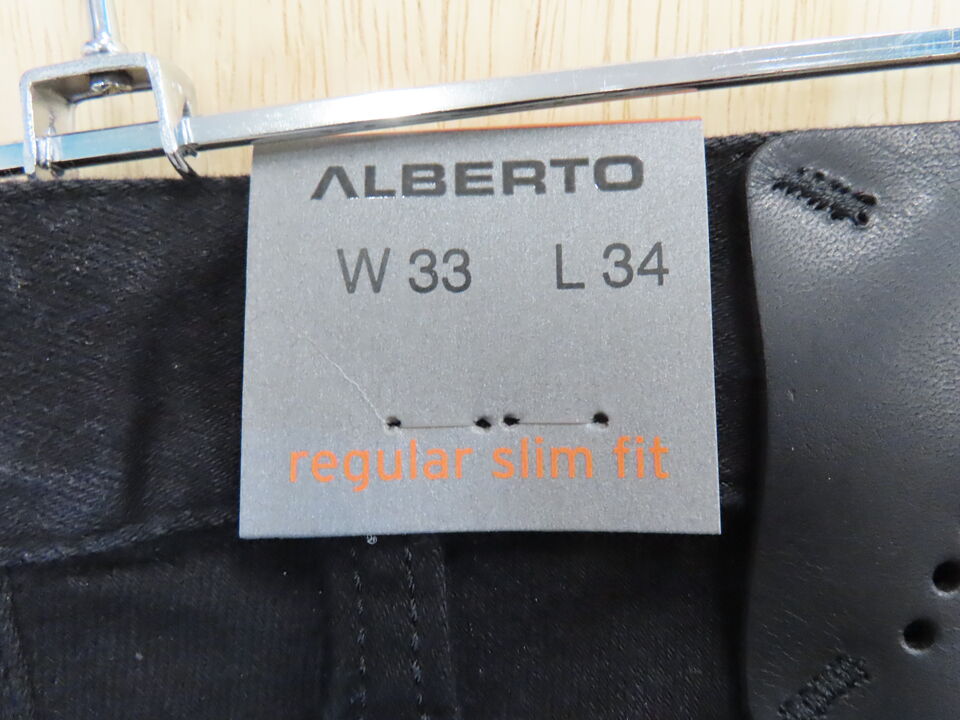 ALBERTO
W 33 L 34
regular slim fit